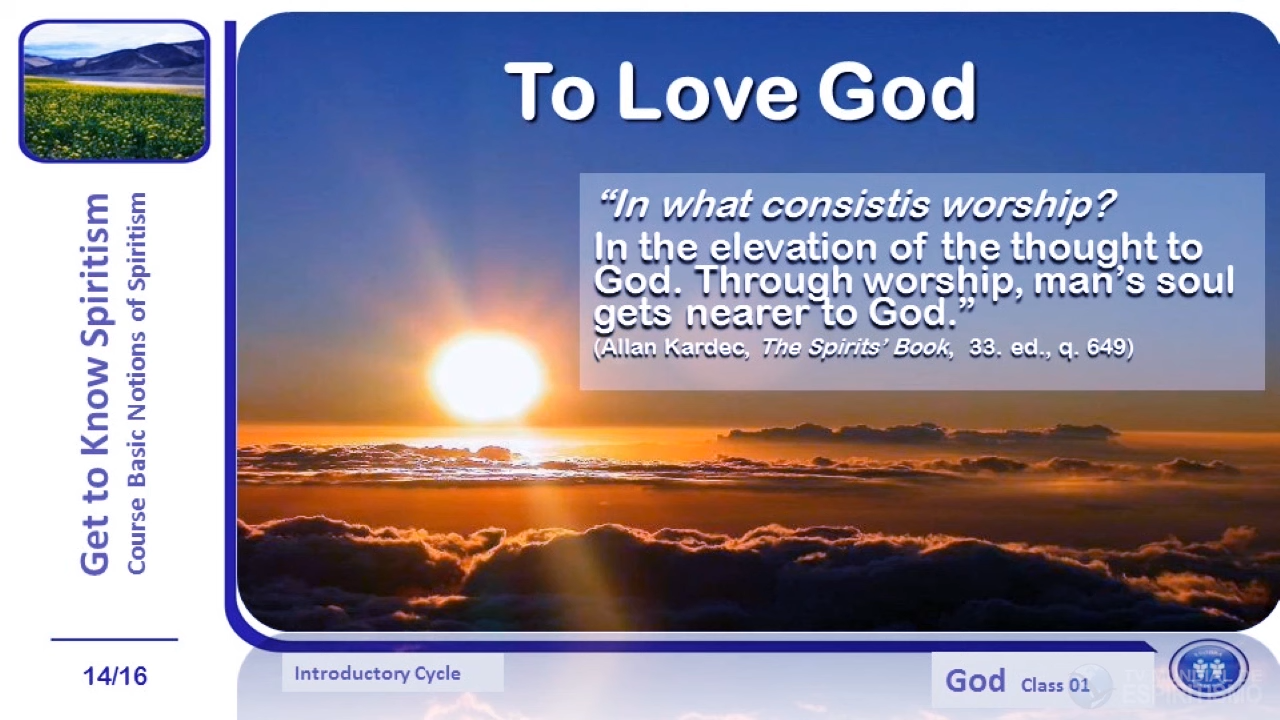 To Love God
“In what consistis worship?
In the elevation of the thought to
God. Through worship, man’s soul
gets nearer to God.”
(Allan Kardec, The Spirits’ Book, 33. ed., q. 649)
Get to Know Spiritism
Course Basic Notions of Spiritism
14/16
Introductory Cycle
God Class 01